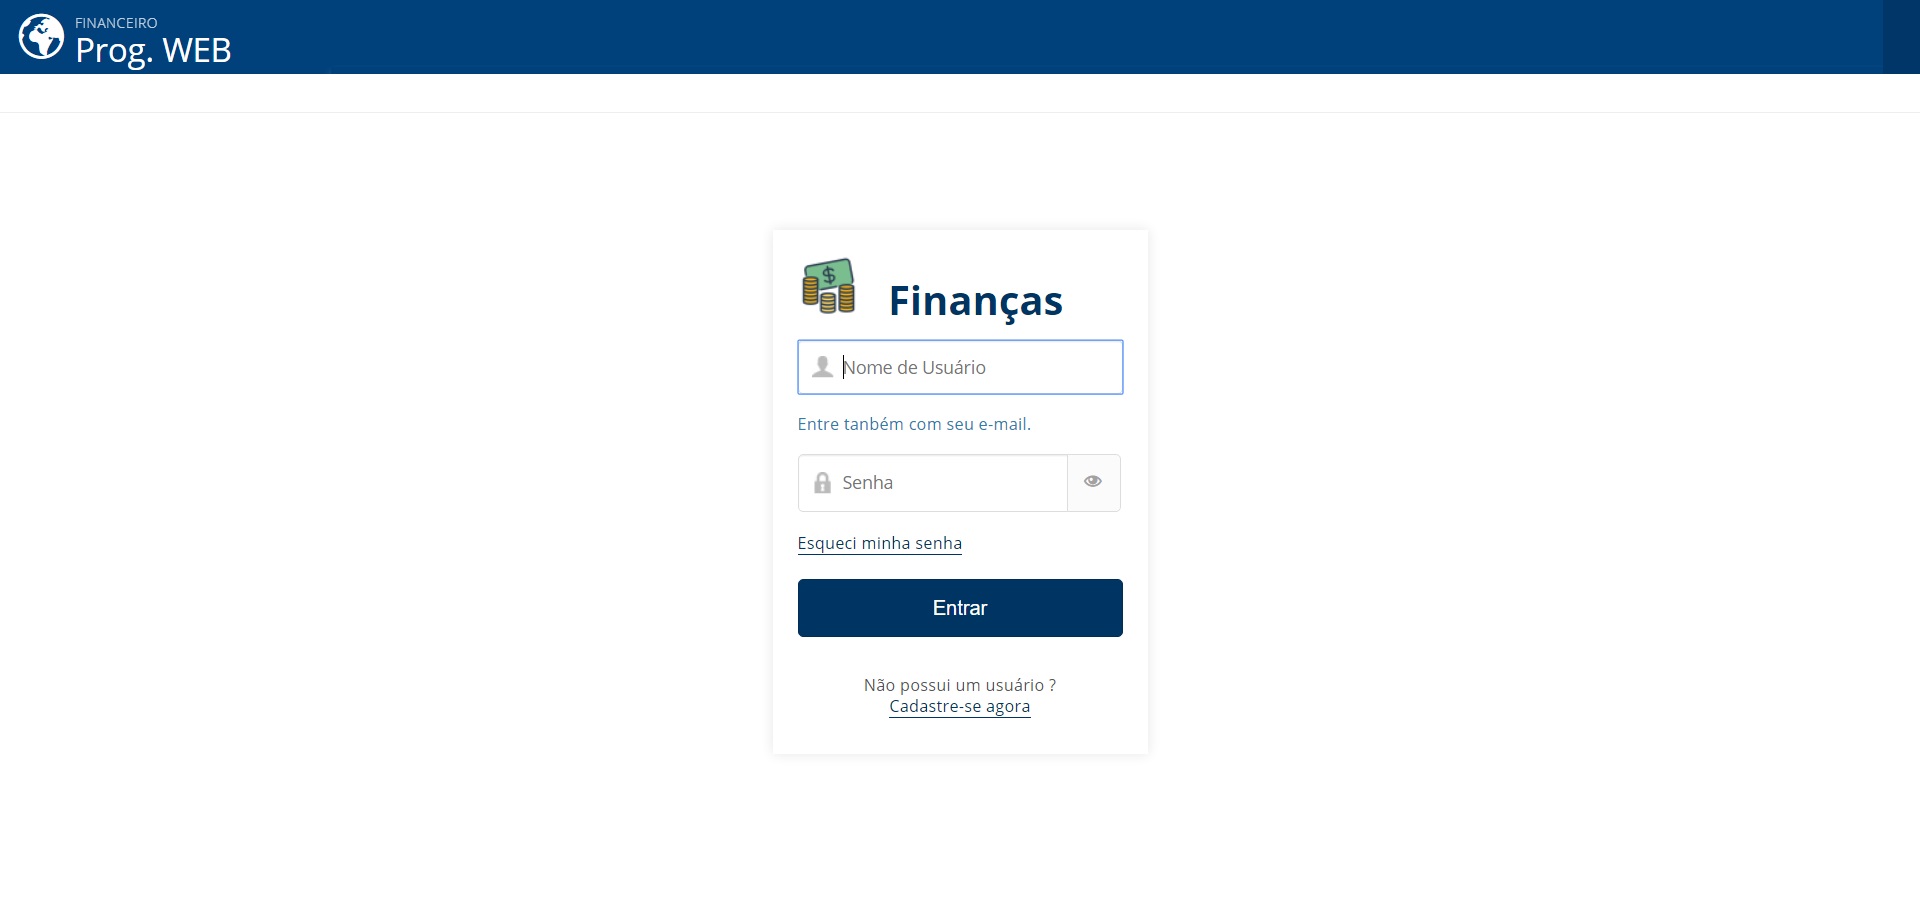 FINANCEIRO
Prog. WEB
$
Finanças
Nome de Usuário
Entre tanbém com seu e-mail.
Senha
Esqueci minha senha
Entrar
Não possui um usuário ?
Cadastre-se agora